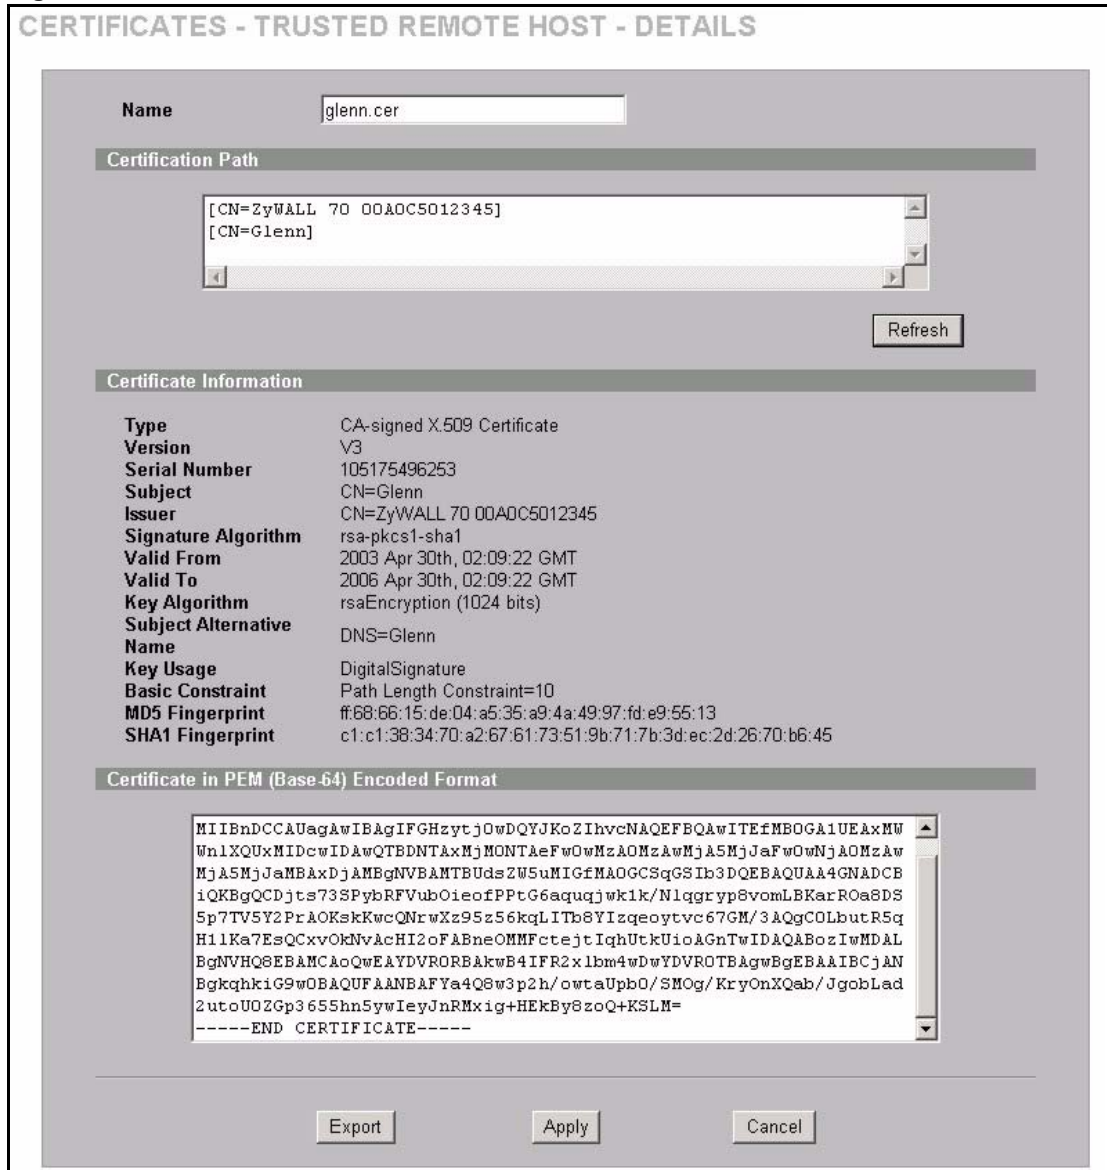 CERTIFICATES - TRUSTED REMOTE HOST - DETAILS
Name glenn.cer
Certification Path
[CN=ZyWALL 70 00A0C5012345]
[CN=Glenn]
Refresh
Certificate Information
Type CA-signed X.509 Certificate
Version V3
Serial Number 105175496253
Subject CN=Glenn
Issuer CN=ZyWALL 70 00A0C5012345
Signature Algorithm rsa-pkcs1-sha1
Valid From 2003 Apr 30th, 02:09:22 GMT
Valid To 2006 Apr 30th, 02:09:22 GMT
Key Algorithm rsaEncryption (1024 bits)
Subject Alternative
Name DNS=Glenn
Key Usage DigitalSignature
Basic Constraint Path Length Constraint=10
MD5 Fingerprint ff:68:66:15:de:04:a5:35:a9:4a:49:97:fd:e9:55:13
SHA1 Fingerprint c1:c1:38:34:70:a2:67:61:73:51:9b:71:7b:3d:ec:2d:26:70:b6:45
Certificate in PEM (Base-64) Encoded Format
MIIBnDCCAUagAwIBAgIFGHzytj0wDQYJKoZIhvcNAQEFBQAwITEfMB0GA1UEAxMW
WnlXQUxMIDcwIDAwQTBDNTAxMjM0NTAeFw0wMzA0MzAwMjA5MjJaFw0wNjA0MzAw
MjA5MjJaMBAxDjAMBgNVBAMTBUdsZW5uMIGfMA0GCSqGSIb3DQEBAQUAA4GNADCB
iQKBgQCDjts73SPybRFVubOieofPPtG6aquqjwk1k/Nlqgryp8vomLBKarROa8DS
5p7TV5Y2PrAOKskKwcQNrwXz95z56kqLITb8YIzqeoytvc67GM/3AQgCOLbutR5q
H11Ka7EsQCxvOkNvAcHI2oFABneOMMFctejtIqhUtkUioAGnTwIDAQABozIwMDAL
BgNVHQ8EBAMCAoQwEAYDVR0RBAkwB4IFR2xlbm4wDwYDVR0TBAgwBgEBAAIBCjAN
BgkqhkiG9w0BAQUFAANBAFYa4Q8w3p2h/owtaUpbO/SMOg/KryOnXQab/JgobLad
2utoUOZGp3655hn5ywIeyJnRMxig+HEkBy8zoQ+KSLM=
-----END CERTIFICATE-----
Export Apply Cancel